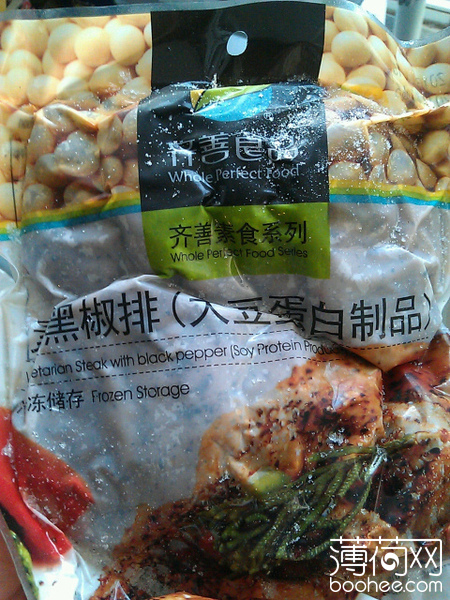 齐善食品
Whole Perfect Food
齐善素食系列
Whole Perfect Food Series
黑椒排(大豆蛋白制品)
etarian Steak with black pepper (Soy Protein Produ
冻储存 Frozen Storage
薄荷网
boohee.com